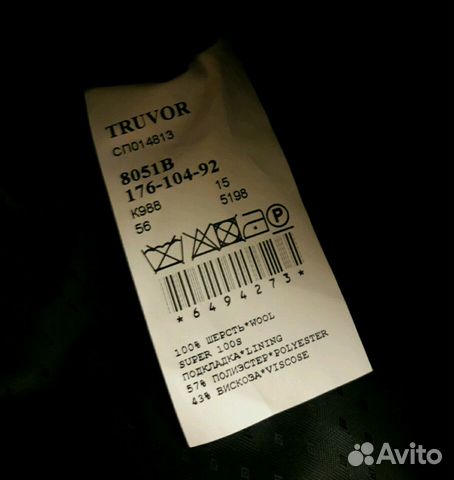 TRUVOR
СП014813
8051В
176-104-92
К988 15
56 5198
P
*6494273*
100% ШЕРСТЬ*WOOL
SUPER 100S
ПОДКЛАДКА*LINING
57% ПОЛИЭСТЕР*POLYESTER
43% ВИСКОЗА*VISCOSE
Avito